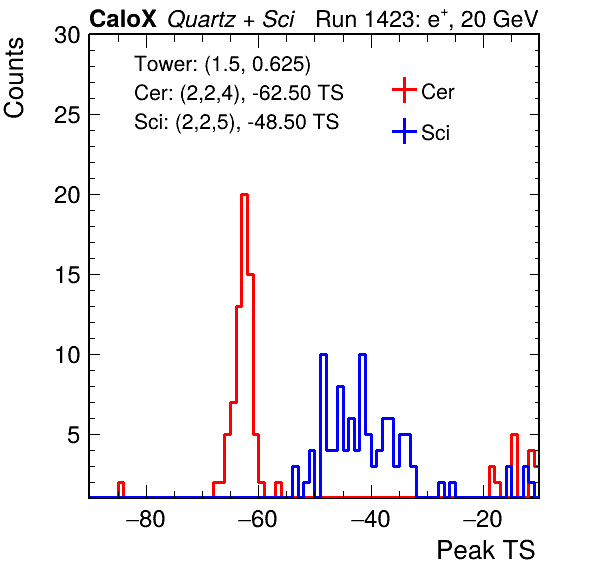 CaloX Quartz + Sci Run 1423: e+, 20 GeV
Counts
Tower: (1.5, 0.625)
Cer: (2,2,4), -62.50 TS
Sci: (2,2,5), -48.50 TS
Cer
Sci
30
25
20
15
10
5
−80 −60 −40 −20
Peak TS